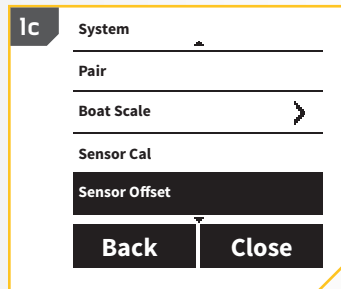 1c
System
Pair
Boat Scale
Sensor Cal
Sensor Offset
Back Close